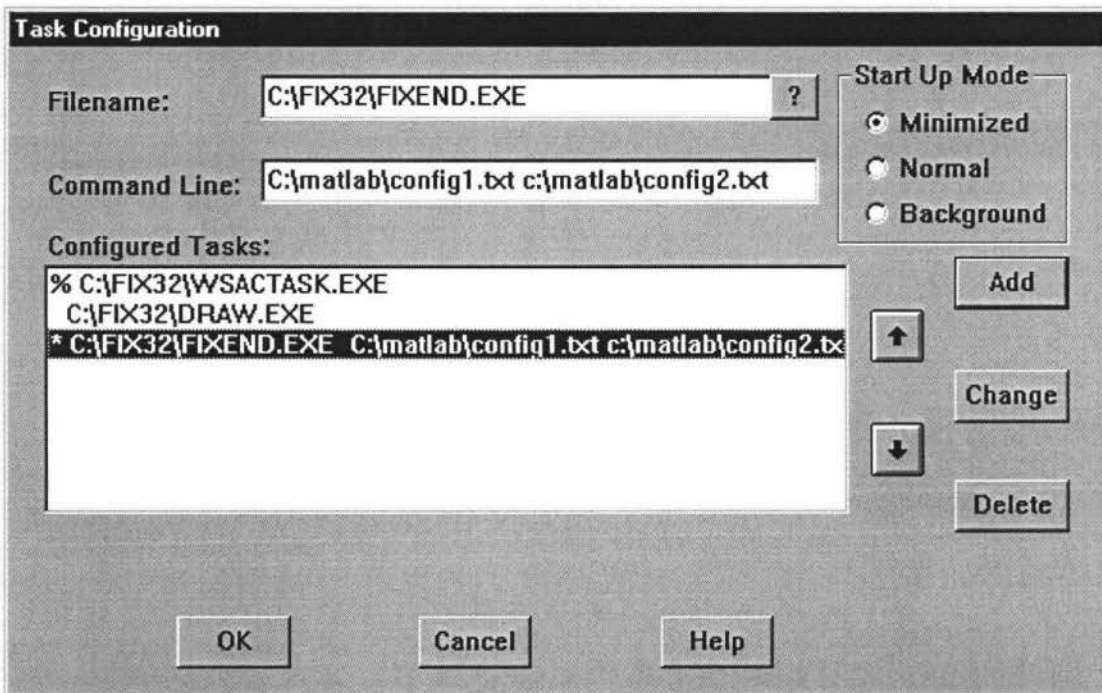 Task Configuration
Filename:
C:\FIX32\FIXEND.EXE
?
Start Up Mode
Minimized
Normal
Background
Command Line:
C:\matlab\config1.txt c:\matlab\config2.txt
Configured Tasks:
% C:\FIX32\WSACTASK.EXE
C:\FIX32\DRAW.EXE
* C:\FIX32\FIXEND.EXE C:\matlab\config1.txt c:\matlab\config2.tx
Add
Change
Delete
OK
Cancel
Help